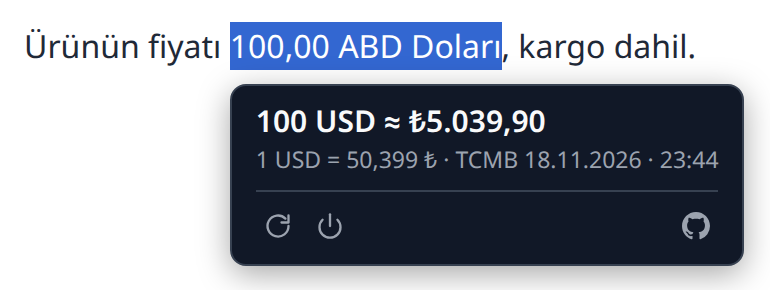 Ürünün fiyatı 100,00 ABD Doları, kargo dahil.
100 USD ≈ ₺5.039,90
1 USD = 50,399 ₺ · TCMB 18.11.2026 · 23:44